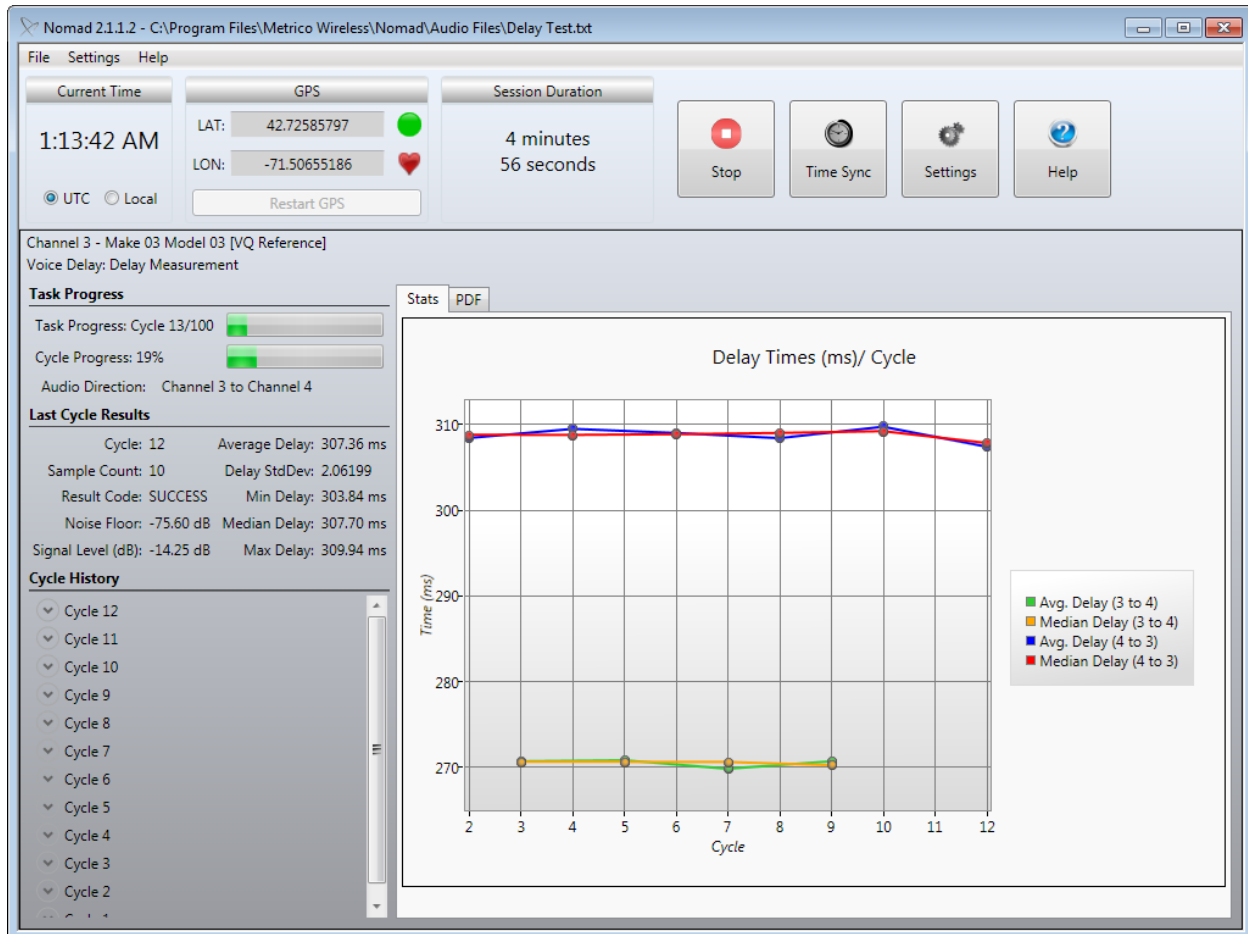 Nomad 2.1.1.2 - C:\Program Files\Metrico Wireless\Nomad\Audio Files\Delay Test.txt
File Settings Help
Current Time
1:13:42 AM
UTC Local
GPS
LAT: 42.72585797
LON: -71.50655186
Restart GPS
Session Duration
4 minutes
56 seconds
Stop
Time Sync
Settings
Help
Channel 3 - Make 03 Model 03 [VQ Reference]
Voice Delay: Delay Measurement
Task Progress
Task Progress: Cycle 13/100
Cycle Progress: 19%
Audio Direction: Channel 3 to Channel 4
Last Cycle Results
Cycle: 12 Average Delay: 307.36 ms
Sample Count: 10 Delay StdDev: 2.06199
Result Code: SUCCESS Min Delay: 303.84 ms
Noise Floor: -75.60 dB Median Delay: 307.70 ms
Signal Level (dB): -14.25 dB Max Delay: 309.94 ms
Cycle History
Cycle 12
Cycle 11
Cycle 10
Cycle 9
Cycle 8
Cycle 7
Cycle 6
Cycle 5
Cycle 4
Cycle 3
Cycle 2
Stats PDF
Delay Times (ms)/ Cycle
310
300
290
280
270
Time (ms)
2 3 4 5 6 7 8 9 10 11 12
Cycle
Avg. Delay (3 to 4)
Median Delay (3 to 4)
Avg. Delay (4 to 3)
Median Delay (4 to 3)